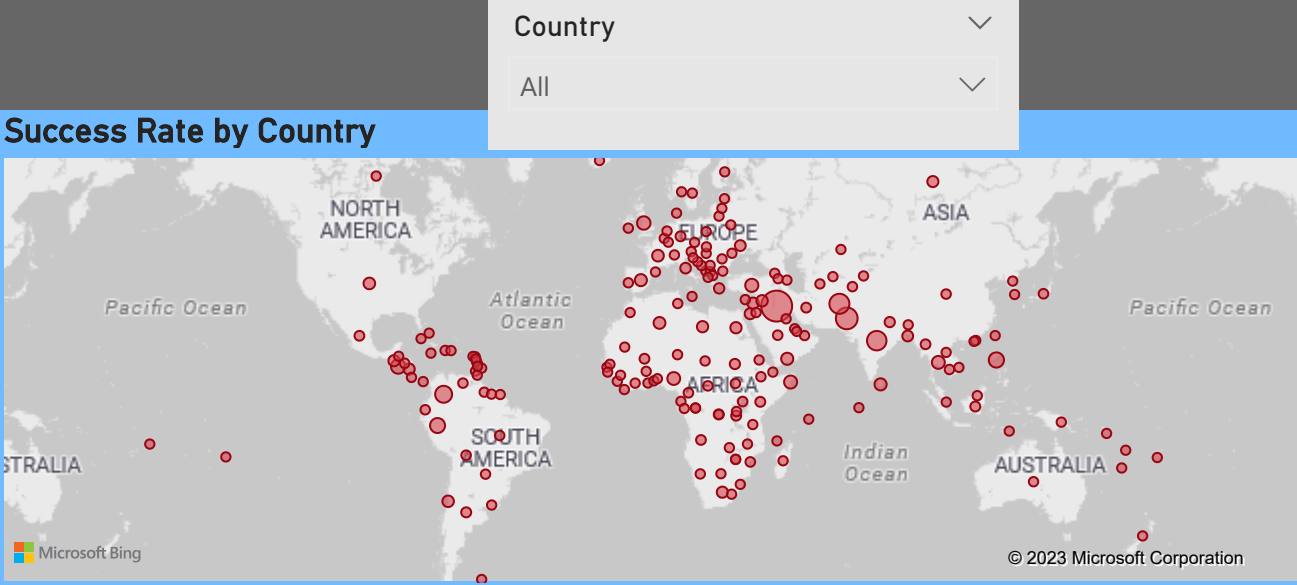 Country
All
Success Rate by Country
NORTH
AMERICA
EUROPE
ASIA
Pacific Ocean
Atlantic
Ocean
Pacific Ocean
AFRICA
SOUTH
AMERICA
Indian
Ocean
STRALIA
AUSTRALIA
Microsoft Bing
© 2023 Microsoft Corporation